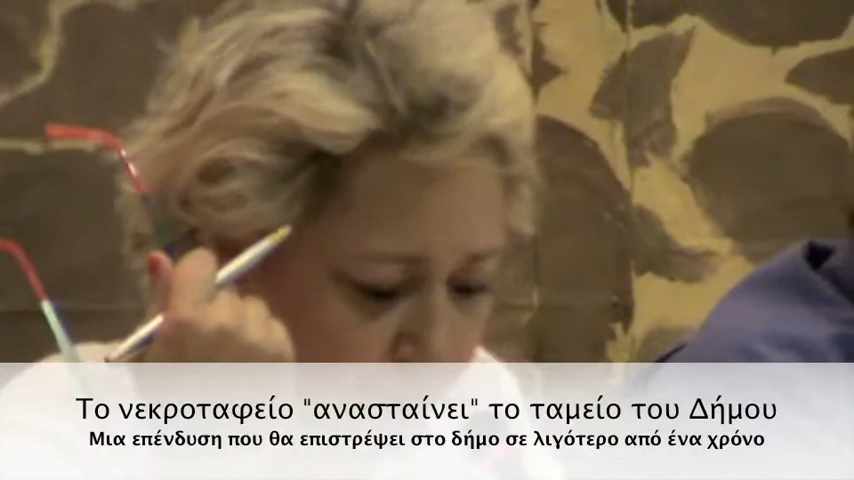 Το νεκροταφείο "ανασταίνει" το ταμείο του Δήμου
Μια επένδυση που θα επιστρέψει στο δήμο σε λιγότερο από ένα χρόνο